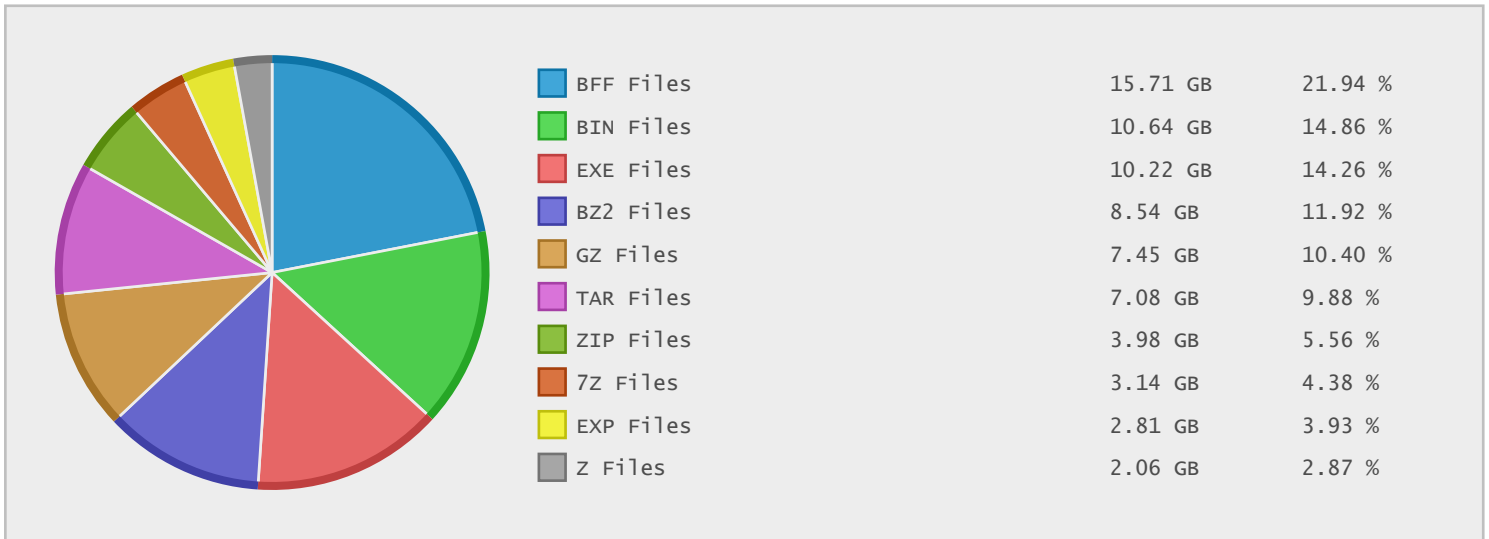 BFF Files 15.71 GB 21.94 %
BIN Files 10.64 GB 14.86 %
EXE Files 10.22 GB 14.26 %
BZ2 Files 8.54 GB 11.92 %
GZ Files 7.45 GB 10.40 %
TAR Files 7.08 GB 9.88 %
ZIP Files 3.98 GB 5.56 %
7Z Files 3.14 GB 4.38 %
EXP Files 2.81 GB 3.93 %
Z Files 2.06 GB 2.87 %